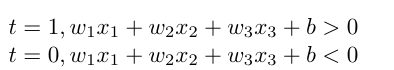 t = 1, w₁x₁ + w₂x₂ + w₃x₃ + b > 0
t = 0, w₁x₁ + w₂x₂ + w₃x₃ + b < 0